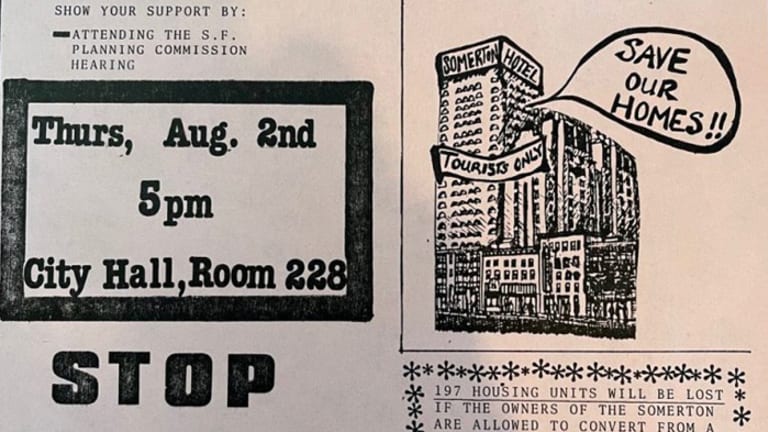 SHOW YOUR SUPPORT BY:
ATTENDING THE S.F.
PLANNING COMMISSION
HEARING
Thurs, Aug. 2nd
5pm
City Hall, Room 228
STOP
SOMERTON HOTEL
TOURISTS ONLY
SAVE
OUR
HOMES!!
197 HOUSING UNITS WILL BE LOST
IF THE OWNERS OF THE SOMERTON
ARE ALLOWED TO CONVERT FROM A